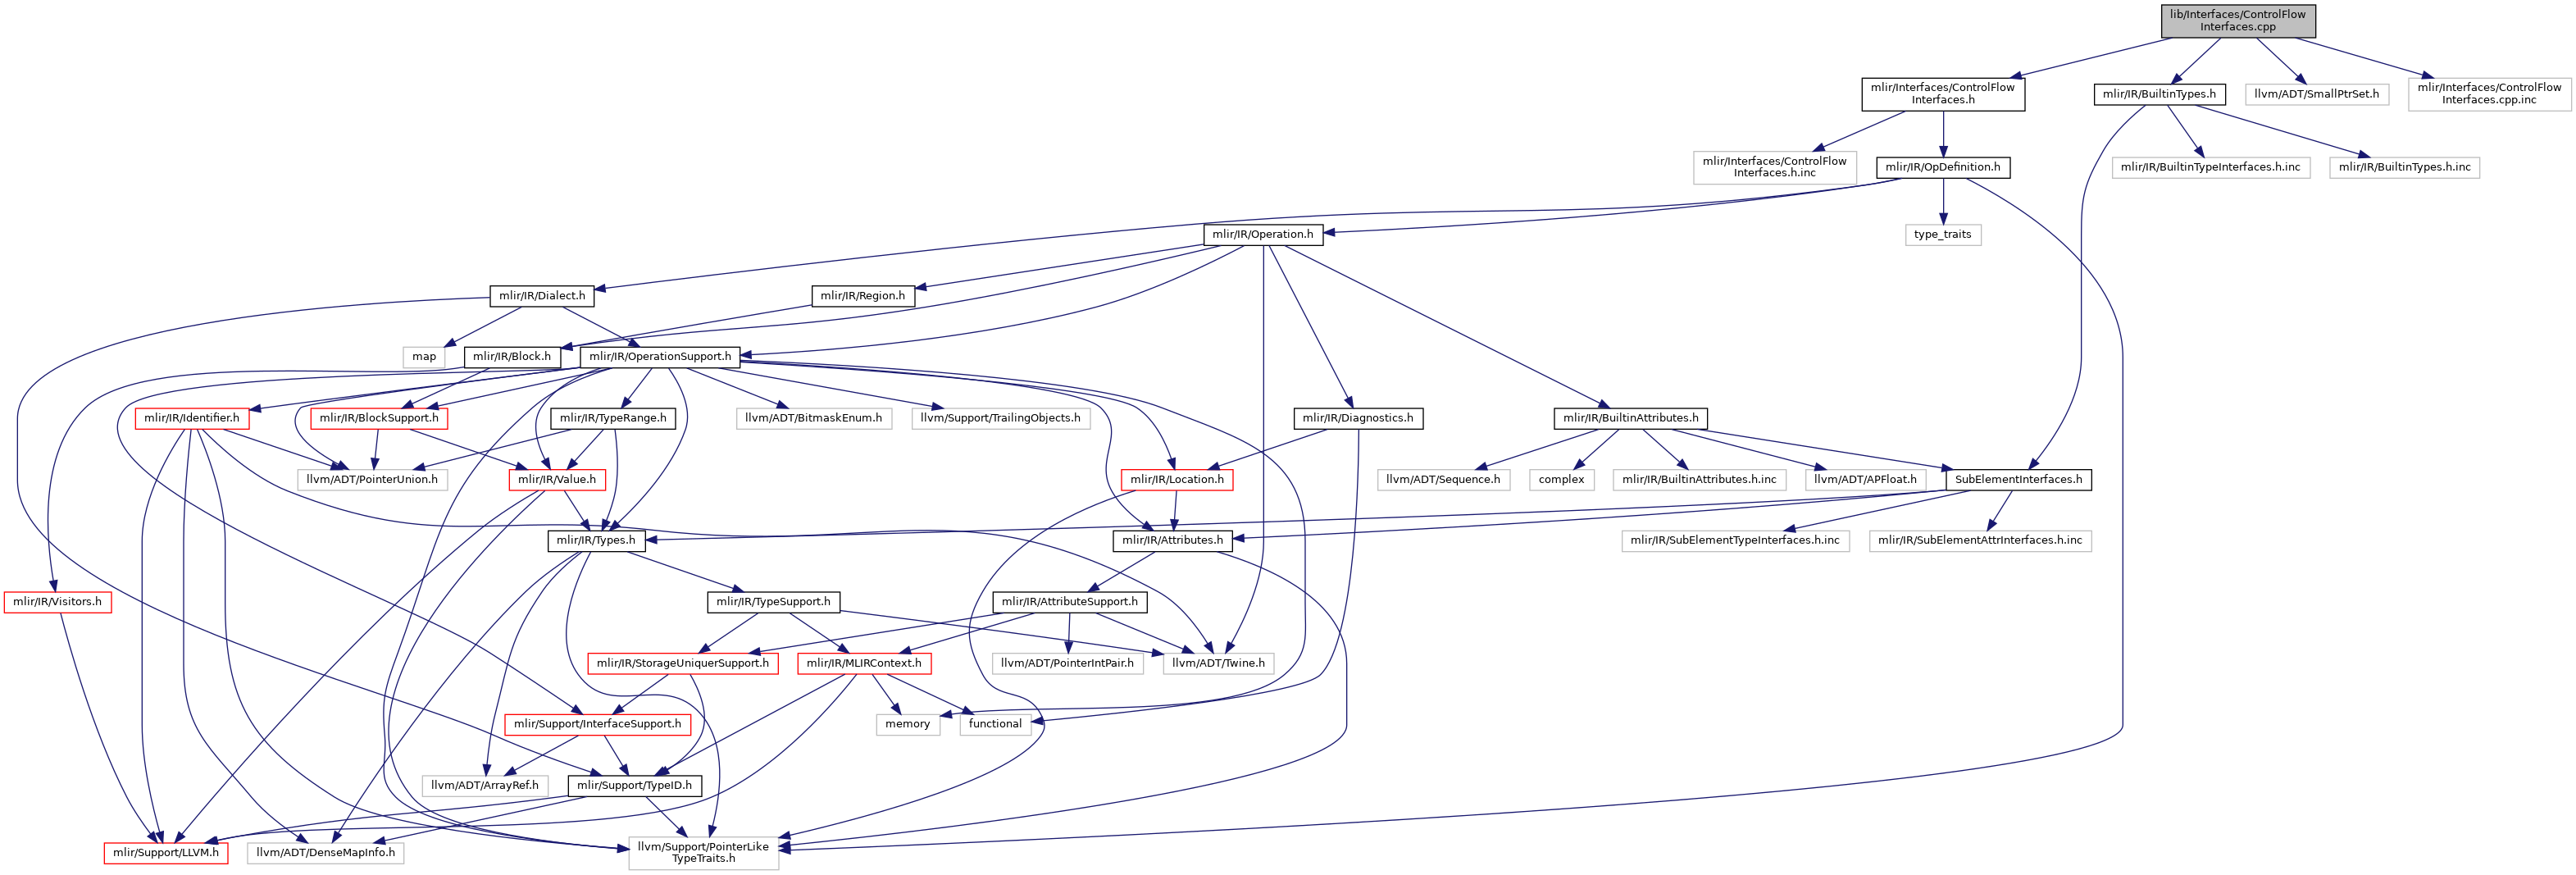 lib/Interfaces/ControlFlow
Interfaces.cpp
mlir/Interfaces/ControlFlow
Interfaces.h
mlir/IR/BuiltinTypes.h
llvm/ADT/SmallPtrSet.h
mlir/Interfaces/ControlFlow
Interfaces.cpp.inc
mlir/Interfaces/ControlFlow
Interfaces.h.inc
mlir/IR/OpDefinition.h
mlir/IR/BuiltinTypeInterfaces.h.inc
mlir/IR/BuiltinTypes.h.inc
mlir/IR/Operation.h
type_traits
mlir/IR/Dialect.h
mlir/IR/Region.h
map
mlir/IR/Block.h
mlir/IR/OperationSupport.h
mlir/IR/Identifier.h
mlir/IR/BlockSupport.h
mlir/IR/TypeRange.h
llvm/ADT/BitmaskEnum.h
llvm/Support/TrailingObjects.h
mlir/IR/Diagnostics.h
mlir/IR/BuiltinAttributes.h
llvm/ADT/PointerUnion.h
mlir/IR/Value.h
mlir/IR/Location.h
llvm/ADT/Sequence.h
complex
mlir/IR/BuiltinAttributes.h.inc
llvm/ADT/APFloat.h
SubElementInterfaces.h
mlir/IR/Types.h
mlir/IR/Attributes.h
mlir/IR/SubElementTypeInterfaces.h.inc
mlir/IR/SubElementAttrInterfaces.h.inc
mlir/IR/Visitors.h
mlir/IR/TypeSupport.h
mlir/IR/AttributeSupport.h
mlir/IR/StorageUniquerSupport.h
mlir/IR/MLIRContext.h
llvm/ADT/PointerIntPair.h
llvm/ADT/Twine.h
mlir/Support/InterfaceSupport.h
memory
functional
llvm/ADT/ArrayRef.h
mlir/Support/TypeID.h
mlir/Support/LLVM.h
llvm/ADT/DenseMapInfo.h
llvm/Support/PointerLike
TypeTraits.h